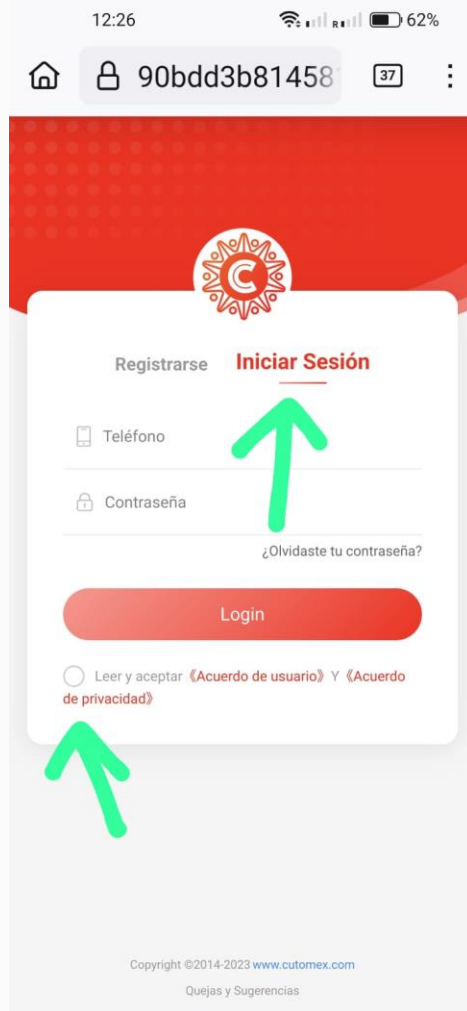 12:26
R
62%
90bdd3b81458
37
C
Registrarse Iniciar Sesión
Teléfono
Contraseña
¿Olvidaste tu contraseña?
Login
Leer y aceptar 《Acuerdo de usuario》 Y 《Acuerdo
de privacidad》
Copyright ©2014-2023 www.cutomex.com
Quejas y Sugerencias